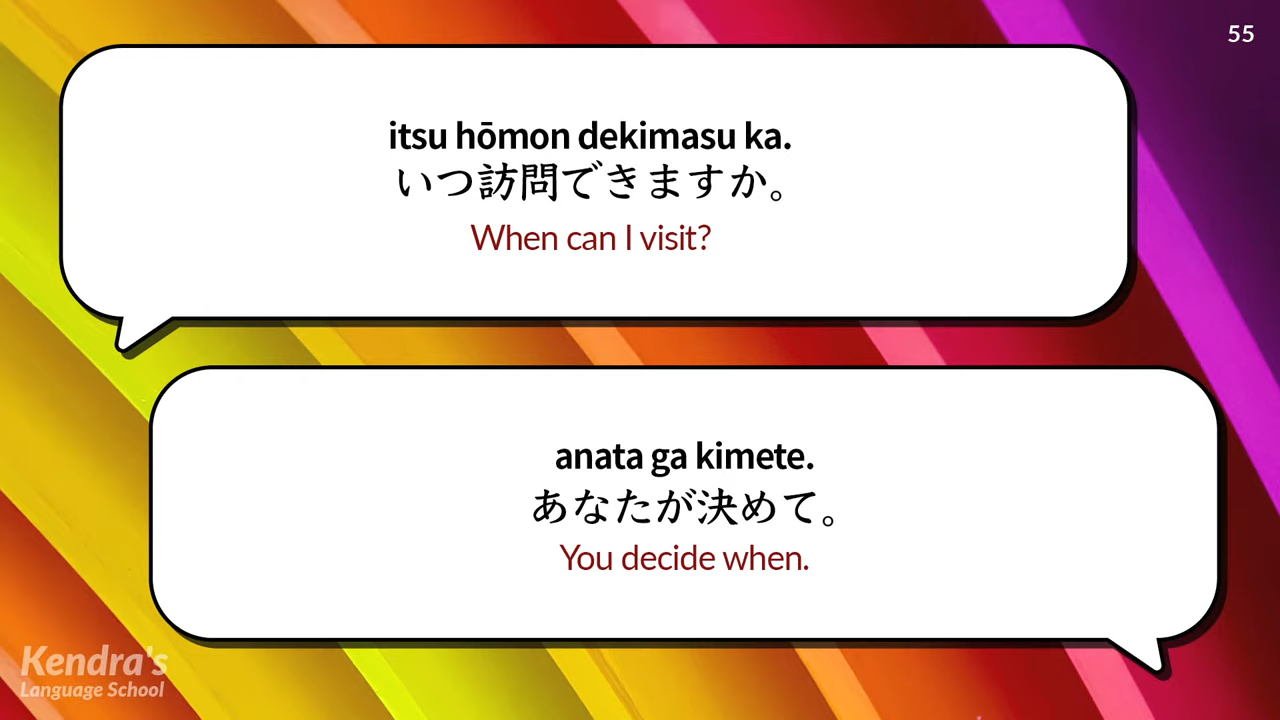 55
itsu hōmon dekimasu ka.
いつ訪問できますか。
When can I visit?
anata ga kimete.
あなたが決めて。
You decide when.
Kendra's
Language School